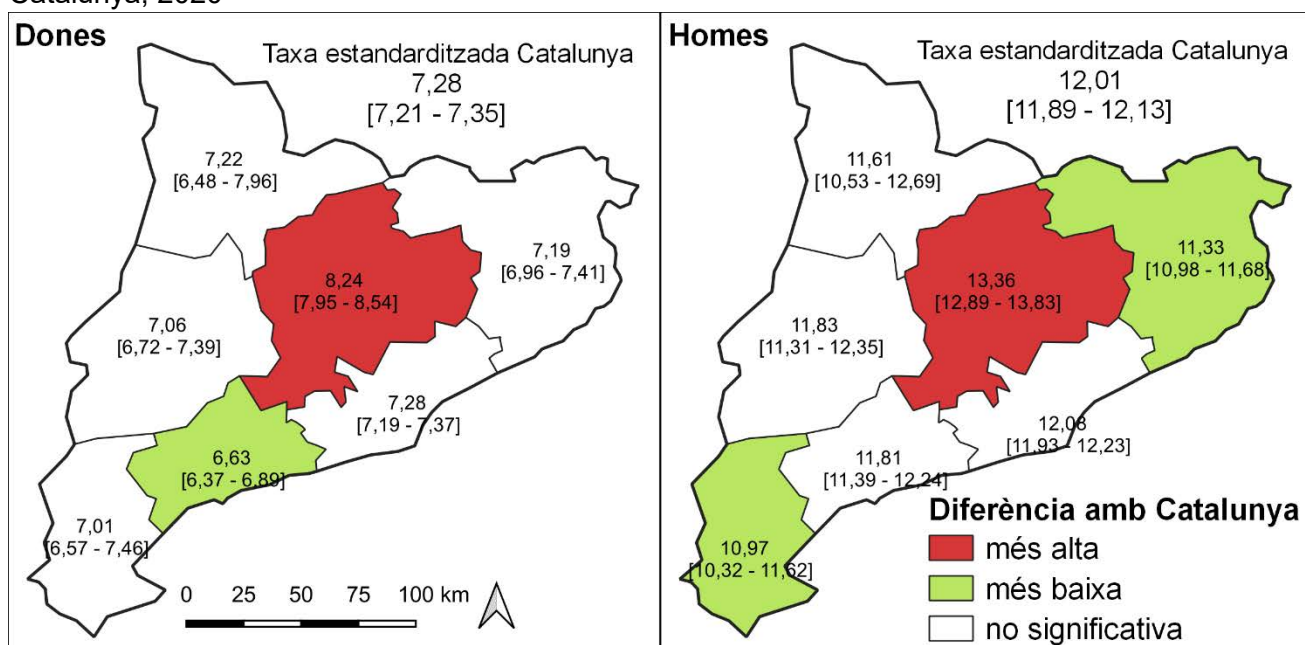 Catalunya, 2020
Dones
Taxa estandarditzada Catalunya
7,28
[7,21 - 7,35]
7,22
[6,48 - 7,96]
7,19
[6,96 - 7,41]
8,24
[7,95 - 8,54]
7,06
[6,72 - 7,39]
7,28
[7,19 - 7,37]
6,63
[6,37 - 6,89]
7,01
[6,57 - 7,46]
0 25 50 75 100 km
Homes
Taxa estandarditzada Catalunya
12,01
[11,89 - 12,13]
11,61
[10,53 - 12,69]
11,33
[10,98 - 11,68]
13,36
[12,89 - 13,83]
11,83
[11,31 - 12,35]
12,08
[11,93 - 12,23]
11,81
[11,39 - 12,24]
10,97
[10,32 - 11,62]
Diferència amb Catalunya
més alta
més baixa
no significativa